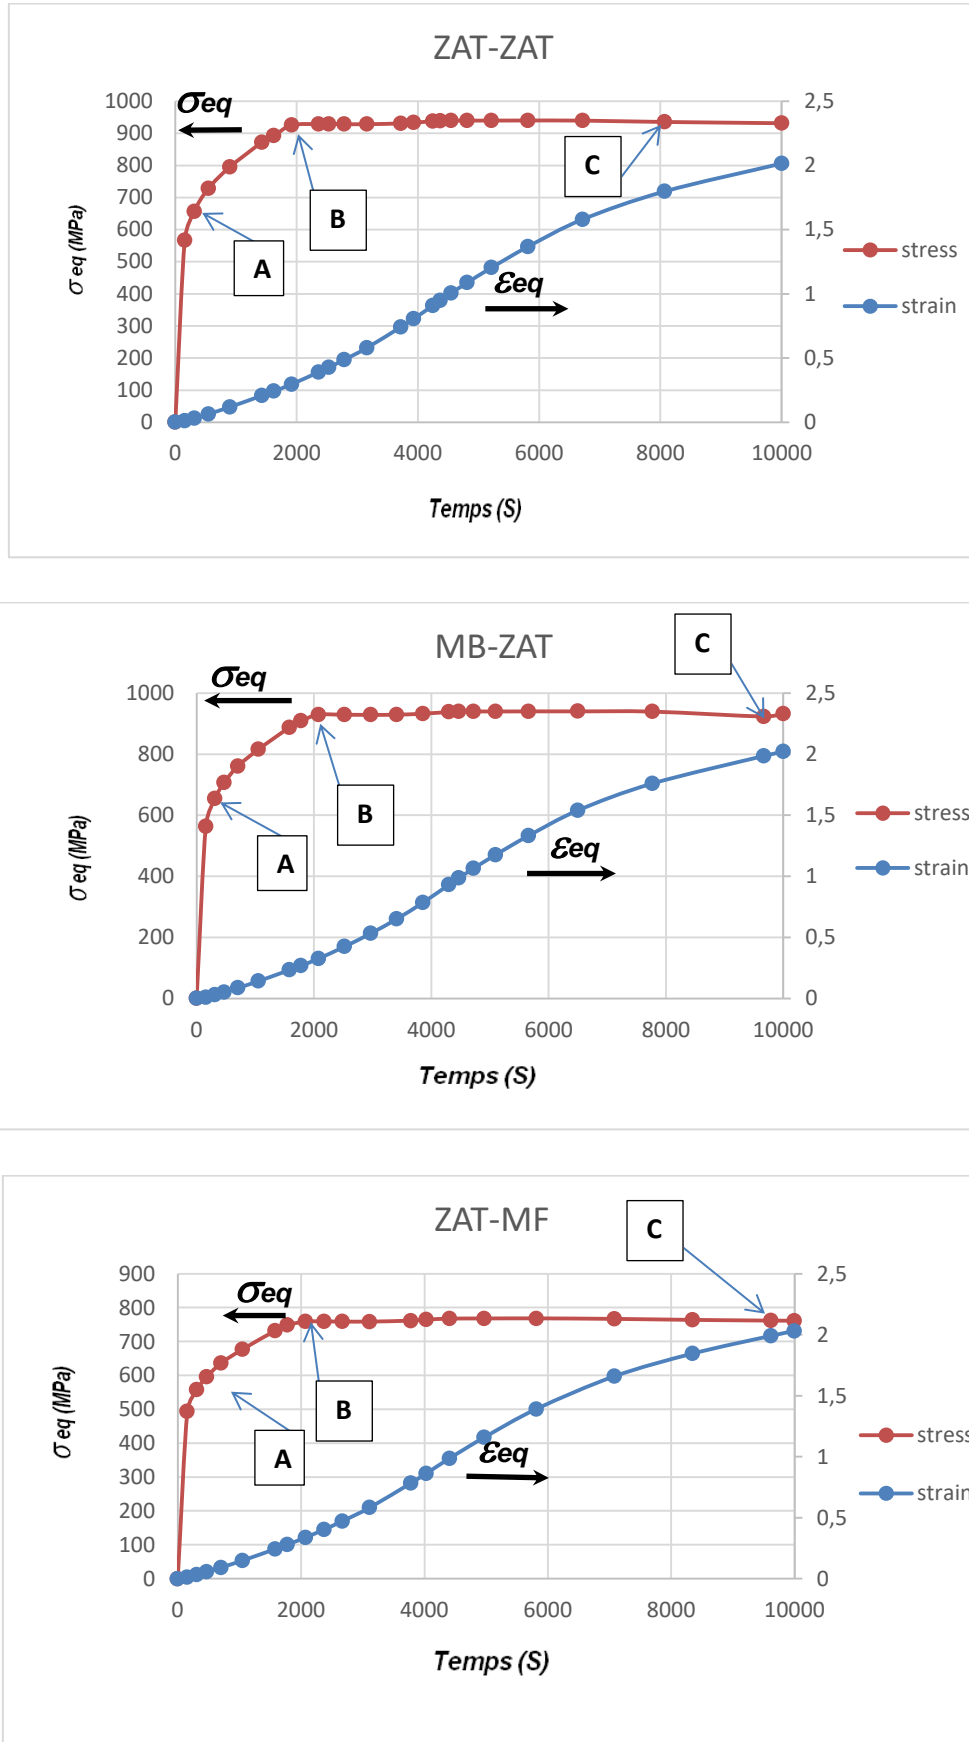 ZAT-ZAT
σeq
1000
900
800
700
600
500
400
300
200
100
0
σ eq (MPa)
2,5
2
1,5
1
0,5
0
A
B
C
εeq
stress
strain
0 2000 4000 6000 8000 10000
Temps (S)
MB-ZAT
C
σeq
1000
800
600
400
200
0
σ eq (MPa)
2,5
2
1,5
1
0,5
0
B
A
εeq
stress
strain
0 2000 4000 6000 8000 10000
Temps (S)
ZAT-MF
C
σeq
900
800
700
600
500
400
300
200
100
0
σ eq (MPa)
2,5
2
1,5
1
0,5
0
B
A
εeq
stress
strain
0 2000 4000 6000 8000 10000
Temps (S)